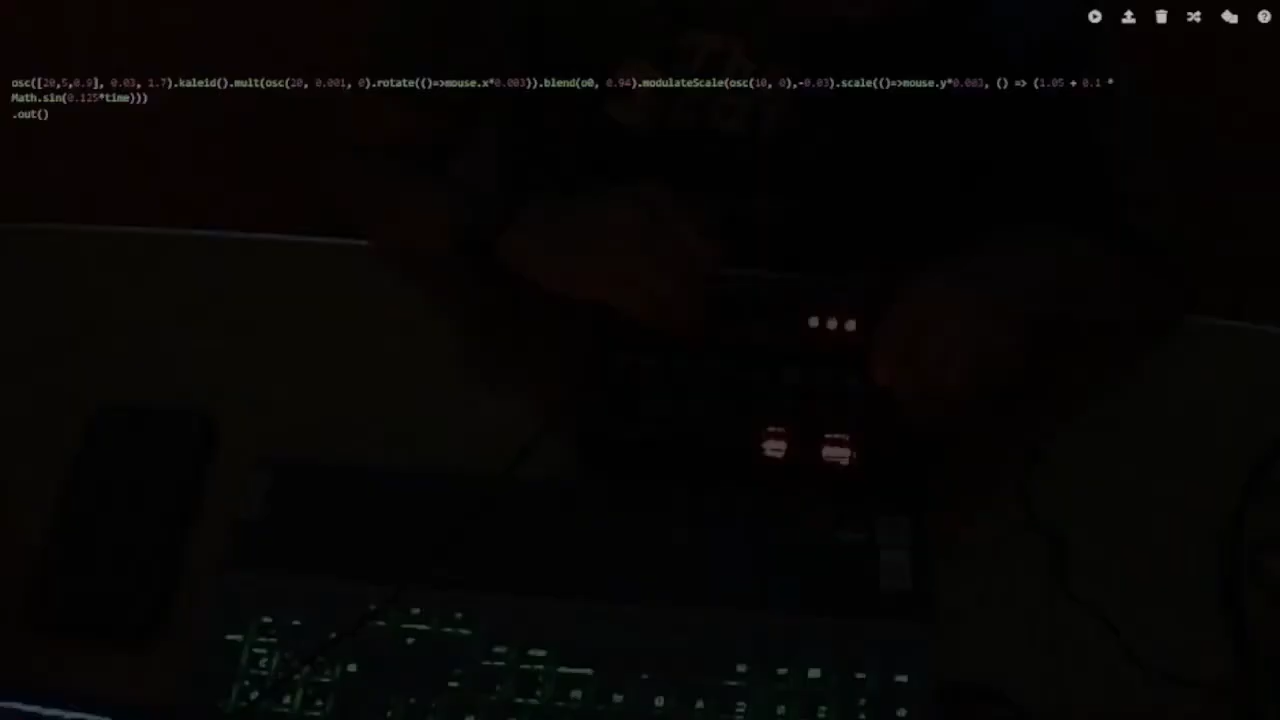 osc([20,5,0.9], 0.03, 1.7).kaleid().mult(osc(20, 0.001, 0).rotate(()=>mouse.x*0.003)).blend(o0, 0.94).modulateScale(osc(10, 0),-0.03).scale(()=>mouse.y*0.003, () => (1.05 + 0.1 *
Math.sin(0.125*time)))
.out()